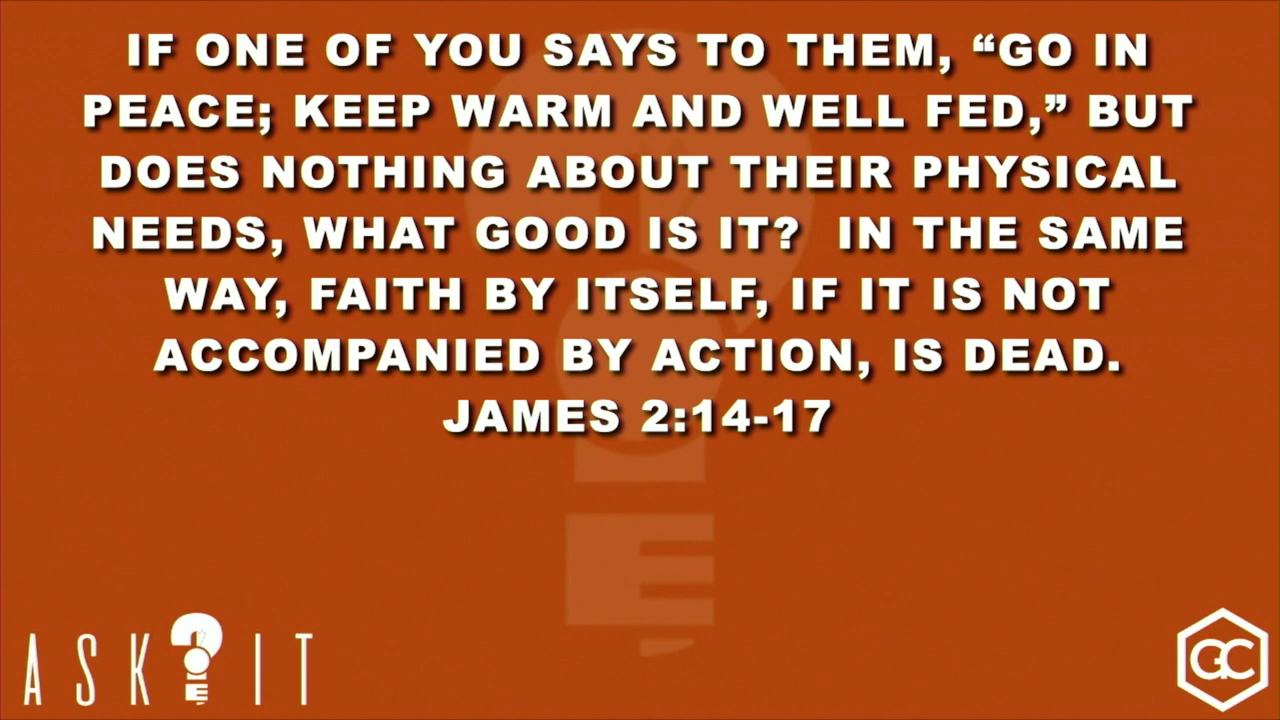 IF ONE OF YOU SAYS TO THEM, “GO IN
PEACE; KEEP WARM AND WELL FED,” BUT
DOES NOTHING ABOUT THEIR PHYSICAL
NEEDS, WHAT GOOD IS IT?  IN THE SAME
WAY, FAITH BY ITSELF, IF IT IS NOT
ACCOMPANIED BY ACTION, IS DEAD.
JAMES 2:14-17
ASK ? IT
GC